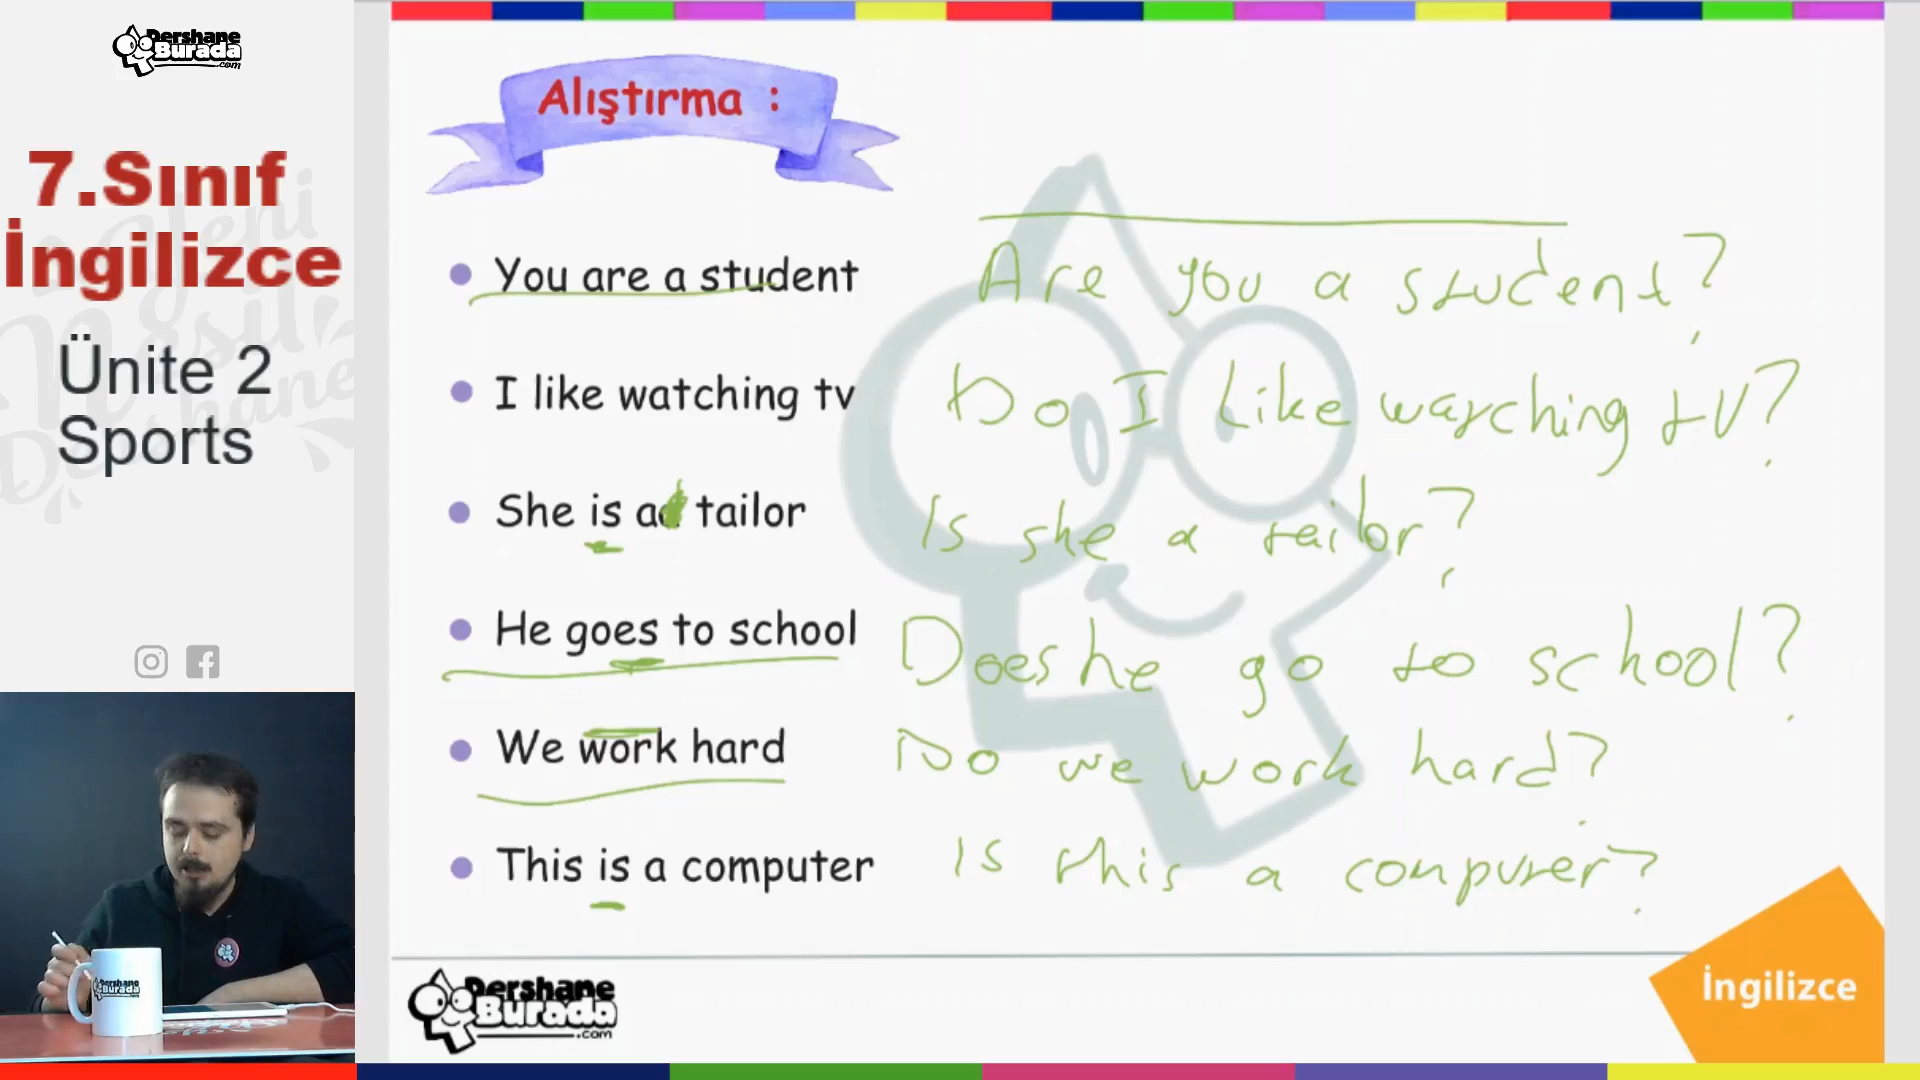 Dershane Burada .com
7.Sınıf
İngilizce
Ünite 2
Sports
Alıştırma :
You are a student Are you a student?
I like watching tv Do I like watching tv?
She is a tailor Is she a tailor?
He goes to school Does he go to school?
We work hard Do we work hard?
This is a computer Is this a computer?
Dershane Burada
Dershane Burada .com
İngilizce